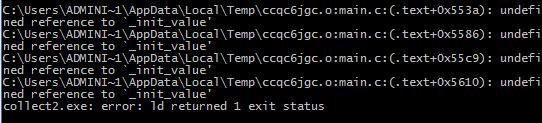 C:\Users\ADMINI~1\AppData\Local\Temp\ccqc6jgc.o:main.c:(.text+0x553a): undefi
ned reference to `_init_value'
C:\Users\ADMINI~1\AppData\Local\Temp\ccqc6jgc.o:main.c:(.text+0x5586): undefi
ned reference to `_init_value'
C:\Users\ADMINI~1\AppData\Local\Temp\ccqc6jgc.o:main.c:(.text+0x55c9): undefi
ned reference to `_init_value'
C:\Users\ADMINI~1\AppData\Local\Temp\ccqc6jgc.o:main.c:(.text+0x5610): undefi
ned reference to `_init_value'
collect2.exe: error: ld returned 1 exit status